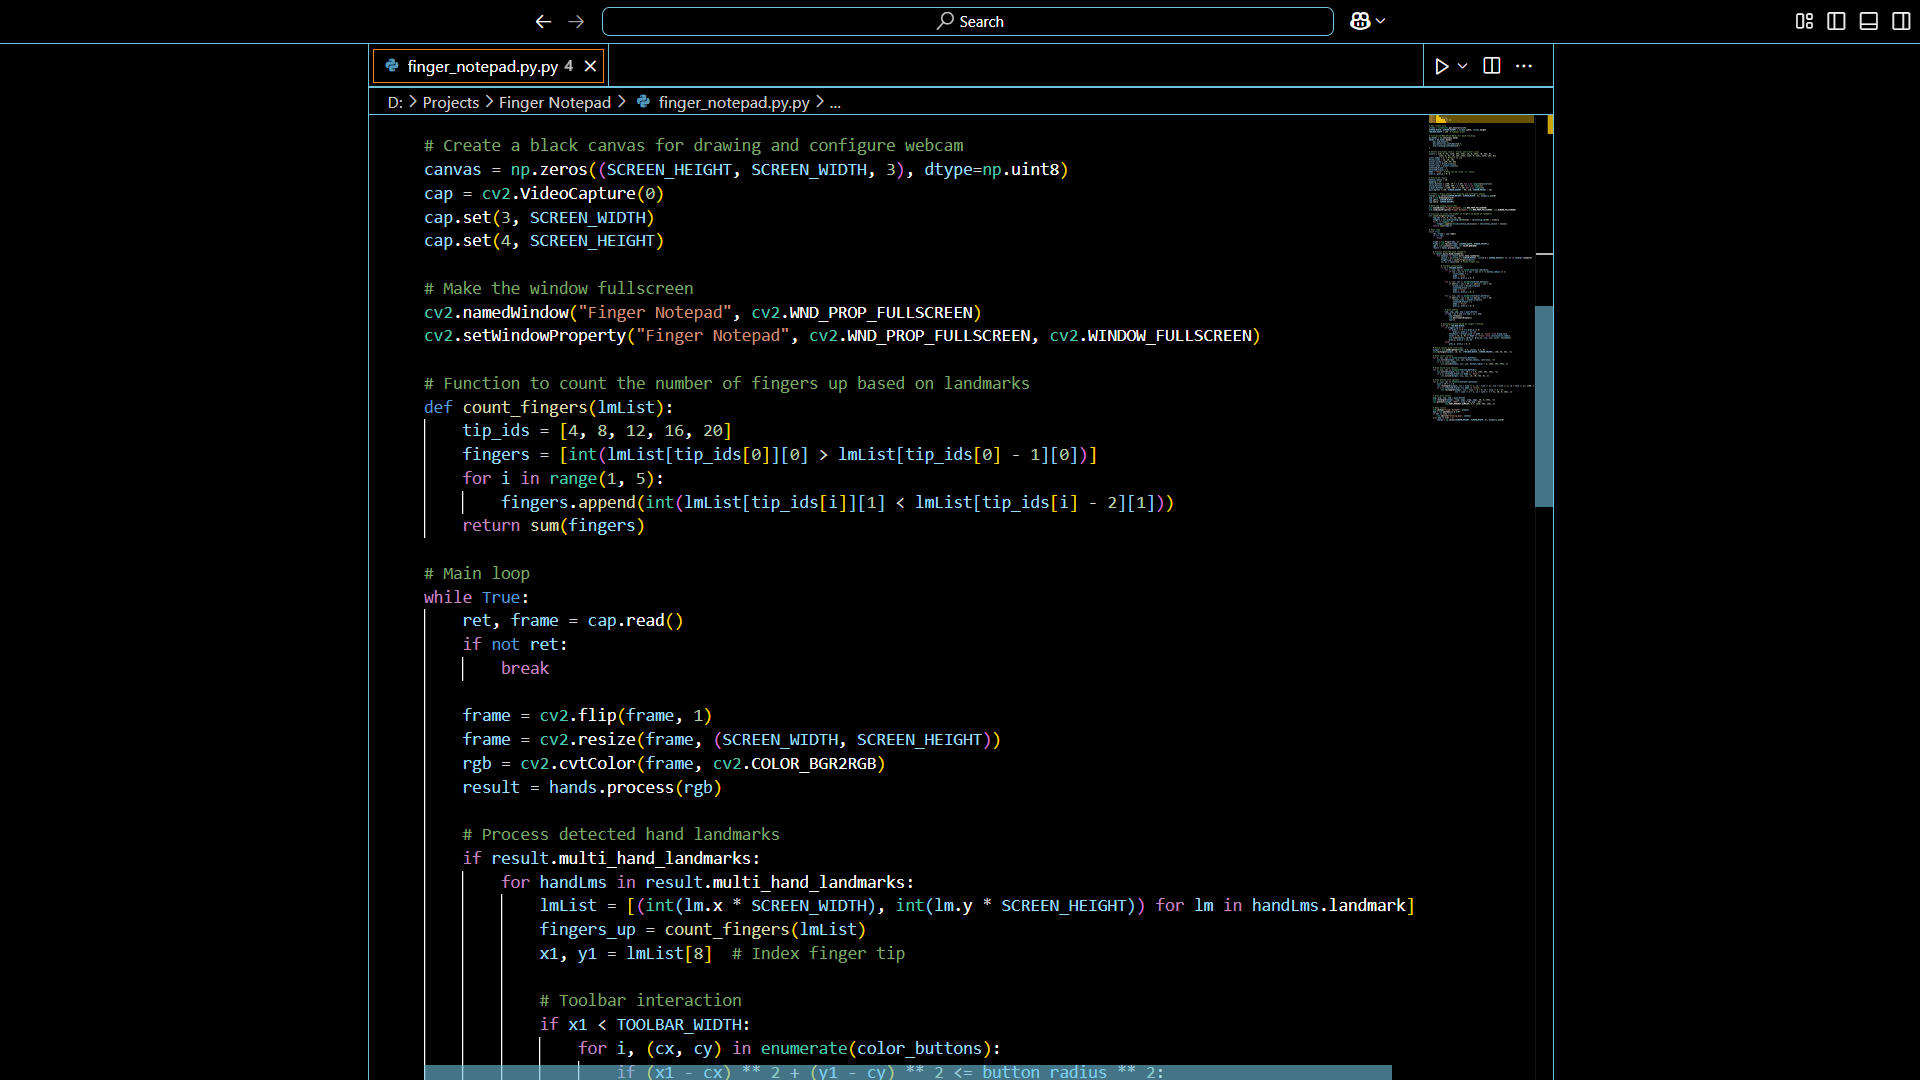 Search
finger_notepad.py.py 4
D: > Projects > Finger Notepad > finger_notepad.py.py > ...
# Create a black canvas for drawing and configure webcam
canvas = np.zeros((SCREEN_HEIGHT, SCREEN_WIDTH, 3), dtype=np.uint8)
cap = cv2.VideoCapture(0)
cap.set(3, SCREEN_WIDTH)
cap.set(4, SCREEN_HEIGHT)
# Make the window fullscreen
cv2.namedWindow("Finger Notepad", cv2.WND_PROP_FULLSCREEN)
cv2.setWindowProperty("Finger Notepad", cv2.WND_PROP_FULLSCREEN, cv2.WINDOW_FULLSCREEN)
# Function to count the number of fingers up based on landmarks
def count_fingers(lmList):
    tip_ids = [4, 8, 12, 16, 20]
    fingers = [int(lmList[tip_ids[0]][0] > lmList[tip_ids[0] - 1][0])]
    for i in range(1, 5):
        fingers.append(int(lmList[tip_ids[i]][1] < lmList[tip_ids[i] - 2][1]))
    return sum(fingers)
# Main loop
while True:
    ret, frame = cap.read()
    if not ret:
        break
    frame = cv2.flip(frame, 1)
    frame = cv2.resize(frame, (SCREEN_WIDTH, SCREEN_HEIGHT))
    rgb = cv2.cvtColor(frame, cv2.COLOR_BGR2RGB)
    result = hands.process(rgb)
    # Process detected hand landmarks
    if result.multi_hand_landmarks:
        for handLms in result.multi_hand_landmarks:
            lmList = [(int(lm.x * SCREEN_WIDTH), int(lm.y * SCREEN_HEIGHT)) for lm in handLms.landmark]
            fingers_up = count_fingers(lmList)
            x1, y1 = lmList[8]  # Index finger tip
            # Toolbar interaction
            if x1 < TOOLBAR_WIDTH:
                for i, (cx, cy) in enumerate(color_buttons):
                    if (x1 - cx) ** 2 + (y1 - cy) ** 2 <= button_radius ** 2: